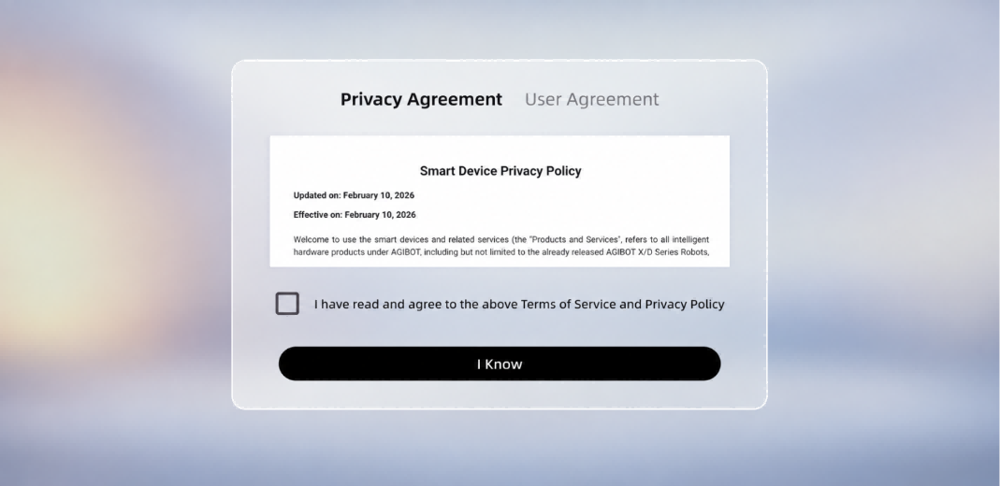 Privacy Agreement User Agreement
Smart Device Privacy Policy
Updated on: February 10, 2026
Effective on: February 10, 2026
Welcome to use the smart devices and related services (the "Products and Services", refers to all intelligent
hardware products under AGIBOT, including but not limited to the already released AGIBOT X/D Series Robots,
I have read and agree to the above Terms of Service and Privacy Policy
I Know